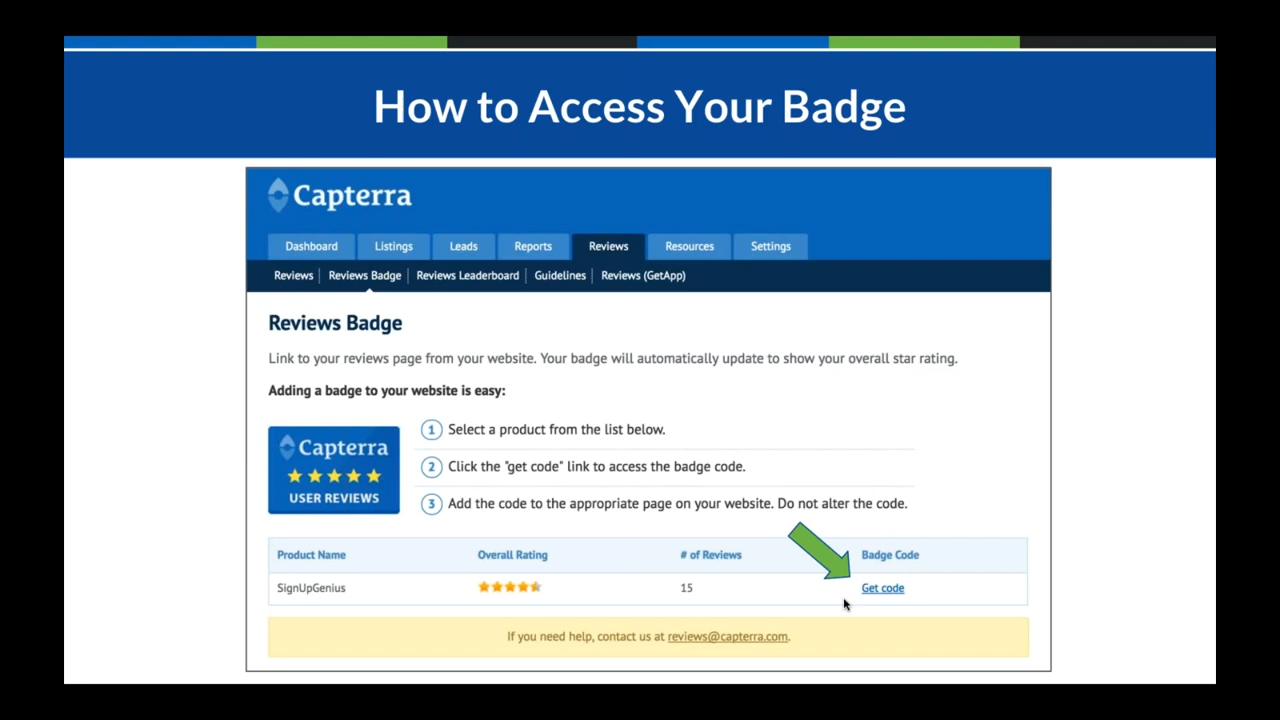 How to Access Your Badge
Capterra
Dashboard Listings Leads Reports Reviews Resources Settings
Reviews | Reviews Badge | Reviews Leaderboard | Guidelines | Reviews (GetApp)
Reviews Badge
Link to your reviews page from your website. Your badge will automatically update to show your overall star rating.
Adding a badge to your website is easy:
Capterra
USER REVIEWS
1 Select a product from the list below.
2 Click the "get code" link to access the badge code.
3 Add the code to the appropriate page on your website. Do not alter the code.
Product Name Overall Rating # of Reviews Badge Code
SignUpGenius 15 Get code
If you need help, contact us at reviews@capterra.com.